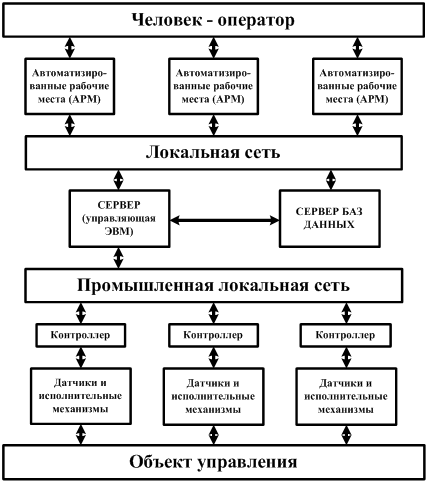 Человек - оператор
Автоматизиро-
ванные рабочие
места (АРМ)
Автоматизиро-
ванные рабочие
места (АРМ)
Автоматизиро-
ванные рабочие
места (АРМ)
Локальная сеть
СЕРВЕР
(управляющая
ЭВМ)
СЕРВЕР БАЗ
ДАННЫХ
Промышленная локальная сеть
Контроллер
Контроллер
Контроллер
Датчики и
исполнительные
механизмы
Датчики и
исполнительные
механизмы
Датчики и
исполнительные
механизмы
Объект управления